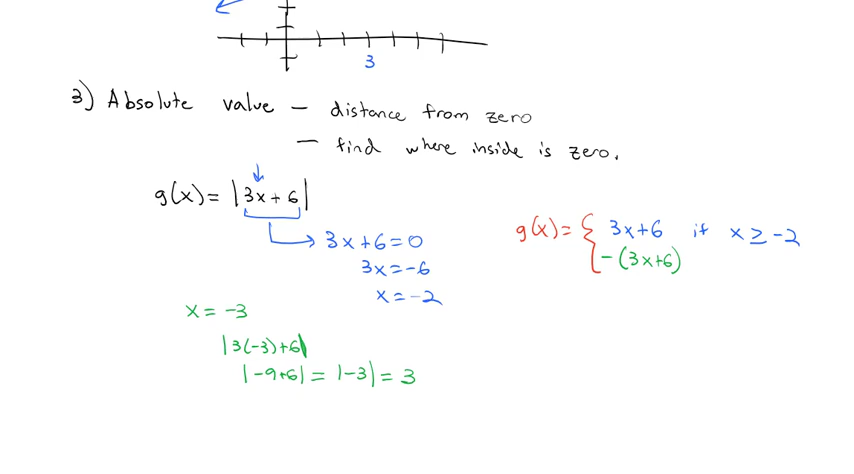 3
3) Absolute value — distance from zero
— find where inside is zero.
g(x) = |3x + 6|
3x+6=0
3x=-6
x=-2
g(x) = { 3x+6 if x ≥ -2
-(3x+6)
x = -3
|3(-3)+6|
|-9+6| = |-3| = 3